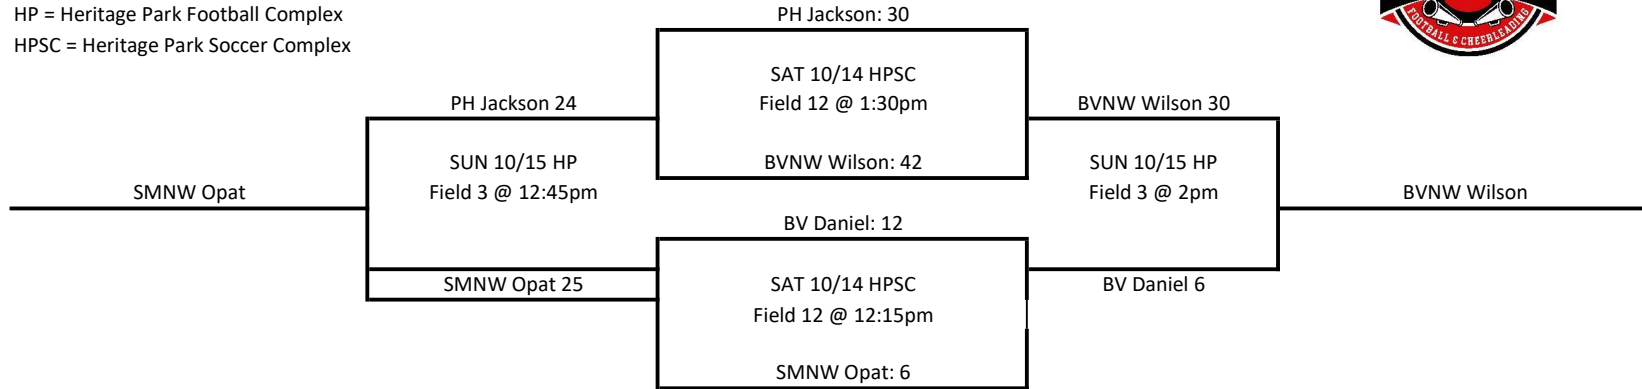 HP = Heritage Park Football Complex
HPSC = Heritage Park Soccer Complex
PH Jackson: 30
FOOTBALL & CHEERLEADING
SAT 10/14 HPSC
Field 12 @ 1:30pm
PH Jackson 24
BVNW Wilson 30
SUN 10/15 HP
Field 3 @ 12:45pm
BVNW Wilson: 42
SUN 10/15 HP
Field 3 @ 2pm
SMNW Opat
BVNW Wilson
BV Daniel: 12
SMNW Opat 25
SAT 10/14 HPSC
Field 12 @ 12:15pm
BV Daniel 6
SMNW Opat: 6